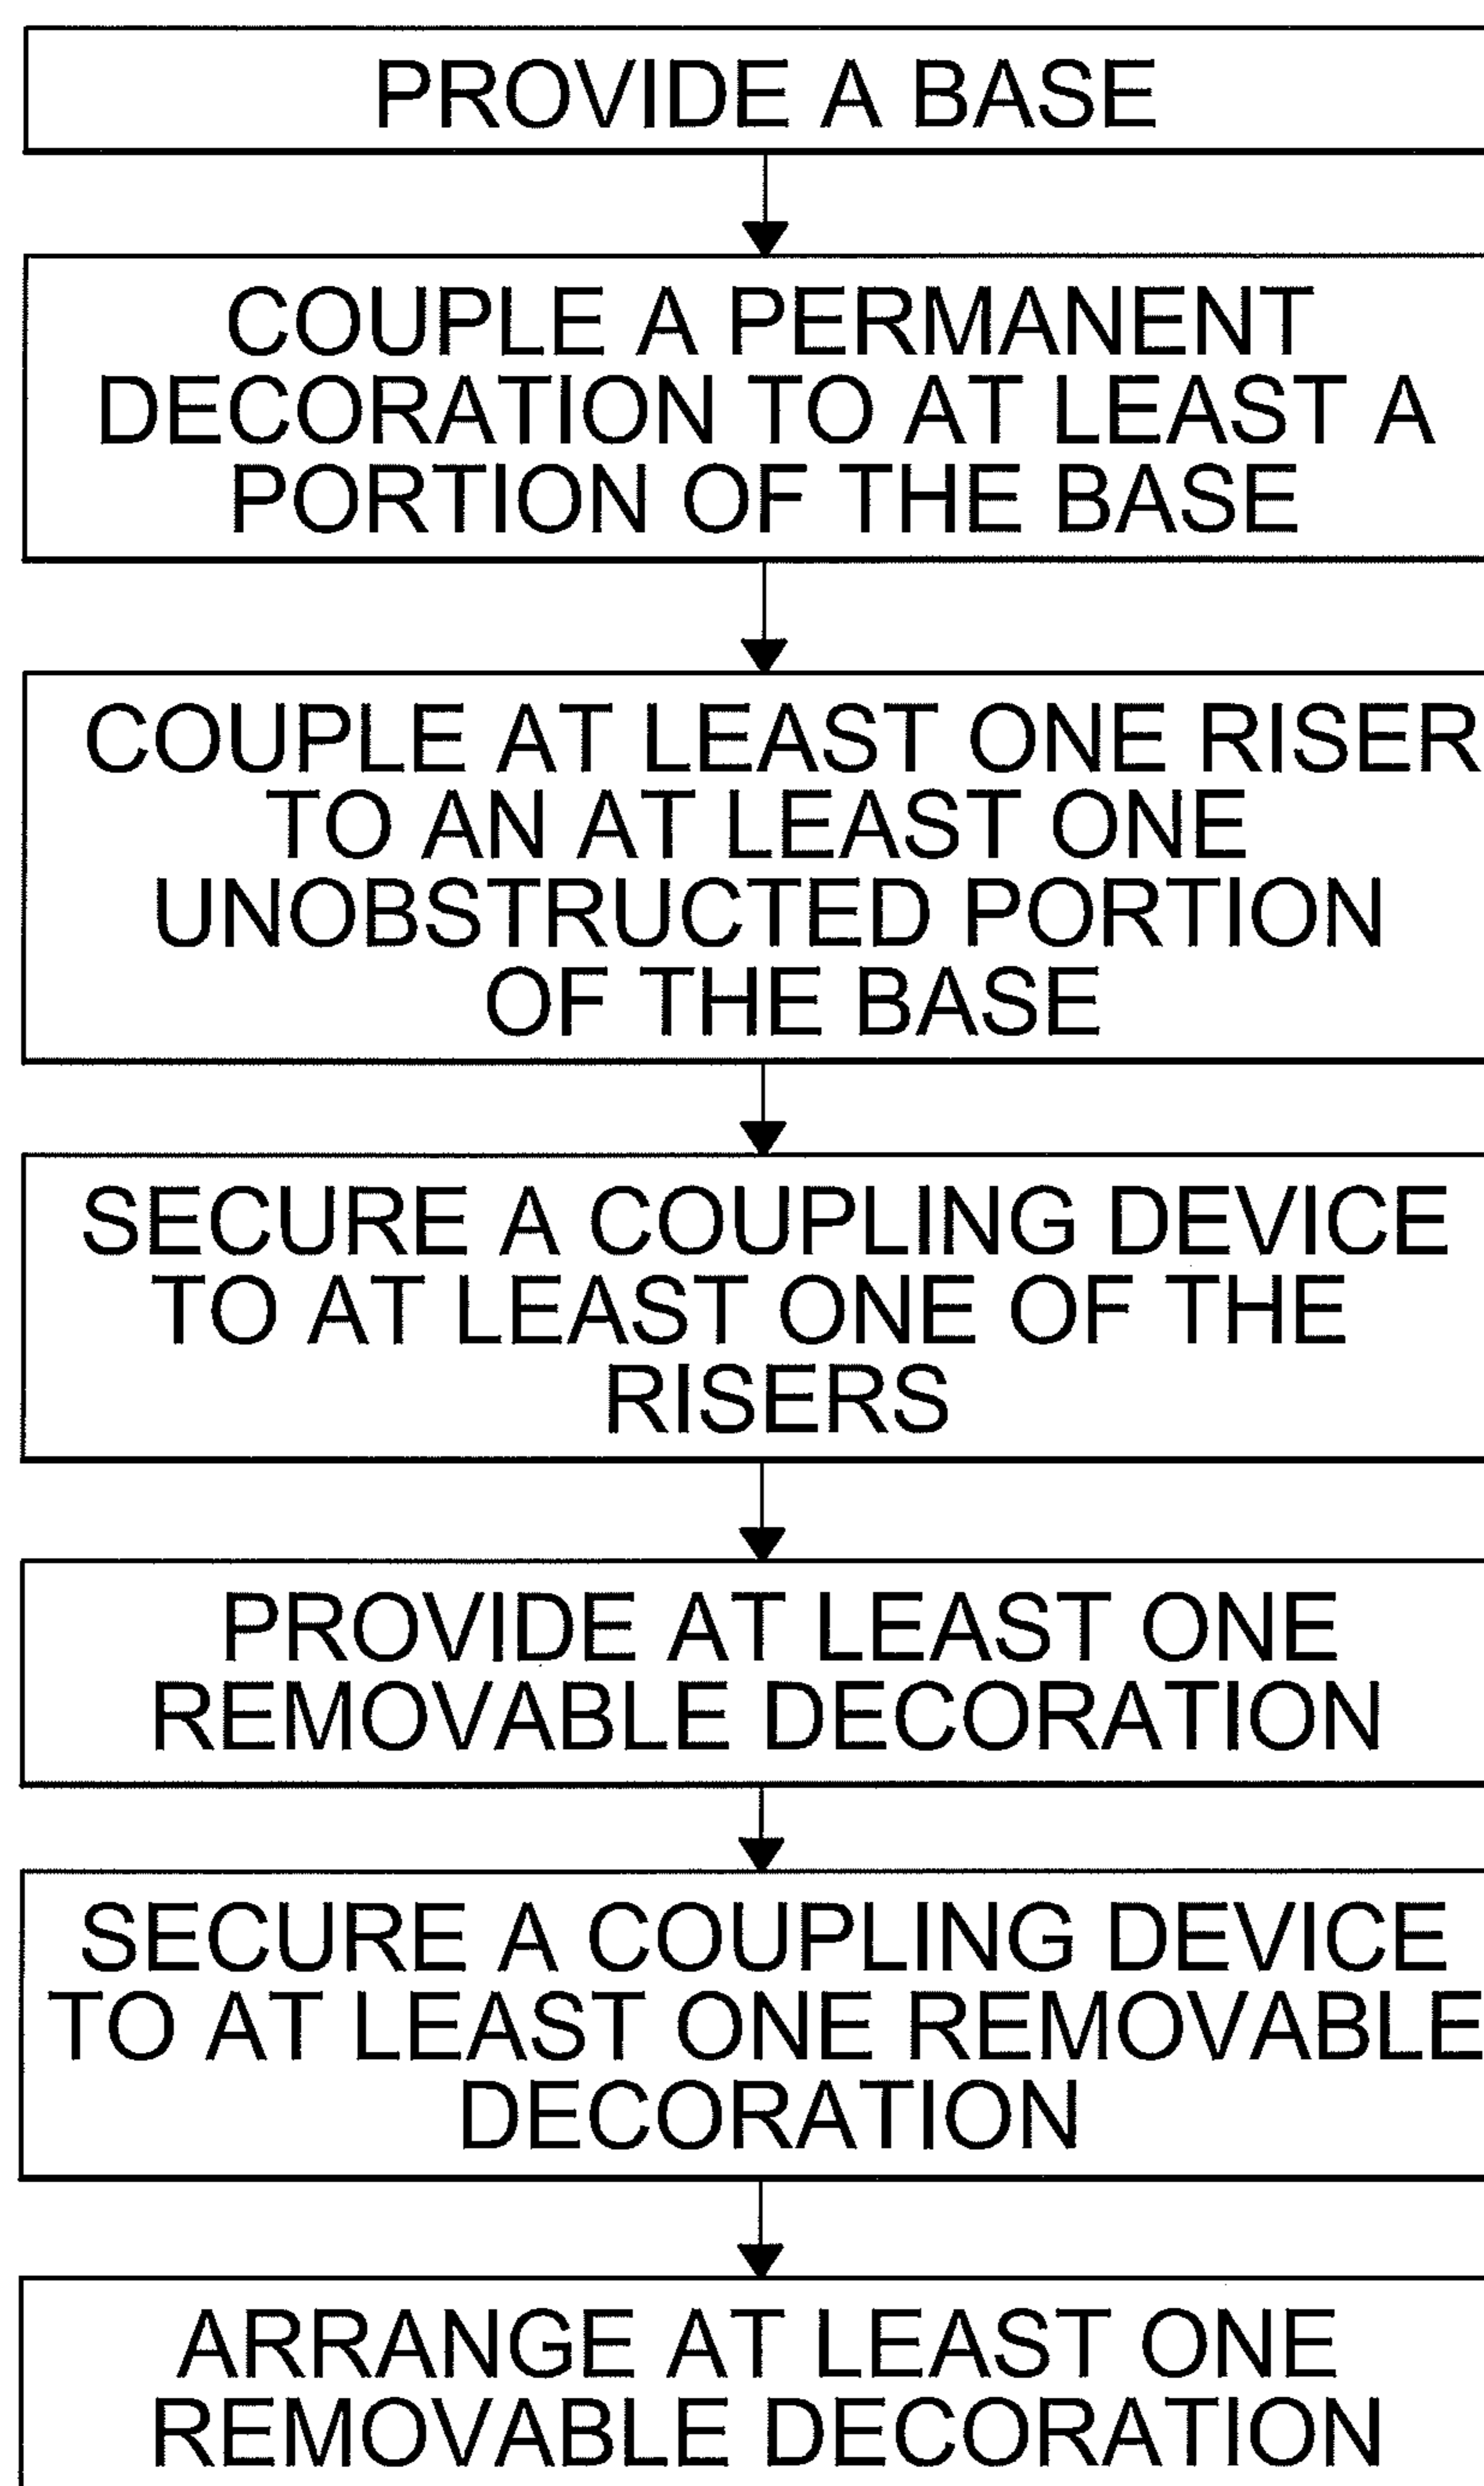 PROVIDE A BASE
COUPLE A PERMANENT
DECORATION TO AT LEAST A
PORTION OF THE BASE
COUPLE AT LEAST ONE RISER
TO AN AT LEAST ONE
UNOBSTRUCTED PORTION
OF THE BASE
SECURE A COUPLING DEVICE
TO AT LEAST ONE OF THE
RISERS
PROVIDE AT LEAST ONE
REMOVABLE DECORATION
SECURE A COUPLING DEVICE
TO AT LEAST ONE REMOVABLE
DECORATION
ARRANGE AT LEAST ONE
REMOVABLE DECORATION